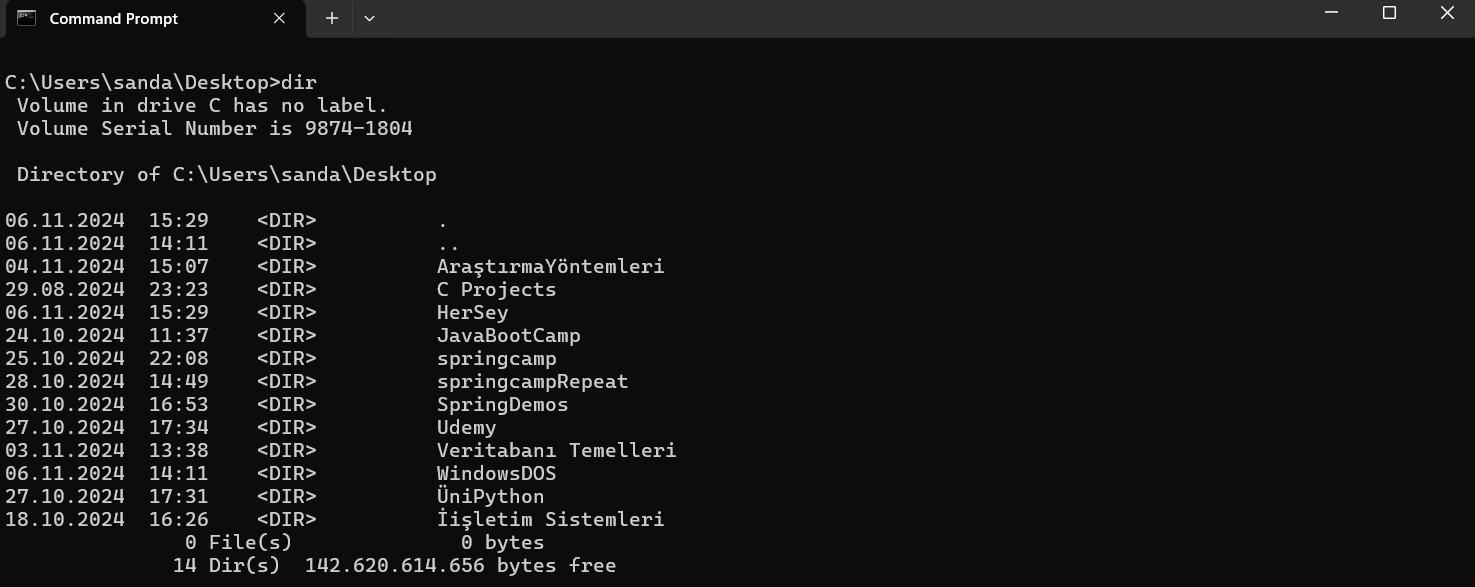 Command Prompt
C:\Users\sanda\Desktop>dir
 Volume in drive C has no label.
 Volume Serial Number is 9874-1804
 Directory of C:\Users\sanda\Desktop
06.11.2024  15:29    <DIR>          .
06.11.2024  14:11    <DIR>          ..
04.11.2024  15:07    <DIR>          AraştırmaYöntemleri
29.08.2024  23:23    <DIR>          C Projects
06.11.2024  15:29    <DIR>          HerSey
24.10.2024  11:37    <DIR>          JavaBootCamp
25.10.2024  22:08    <DIR>          springcamp
28.10.2024  14:49    <DIR>          springcampRepeat
30.10.2024  16:53    <DIR>          SpringDemos
27.10.2024  17:34    <DIR>          Udemy
03.11.2024  13:38    <DIR>          Veritabanı Temelleri
06.11.2024  14:11    <DIR>          WindowsDOS
27.10.2024  17:31    <DIR>          ÜniPython
18.10.2024  16:26    <DIR>          İişletim Sistemleri
               0 File(s)              0 bytes
              14 Dir(s)  142.620.614.656 bytes free